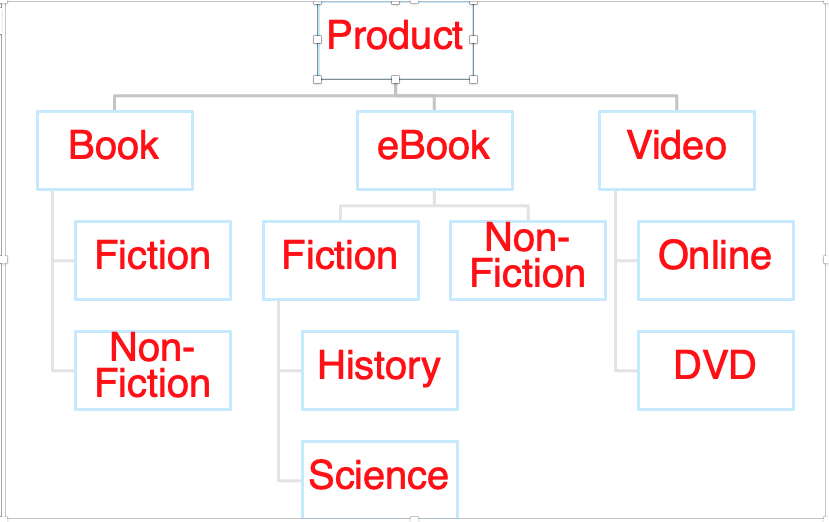 Product
Book
eBook
Video
Fiction
Fiction
Non-
Fiction
Online
Non-
Fiction
History
DVD
Science